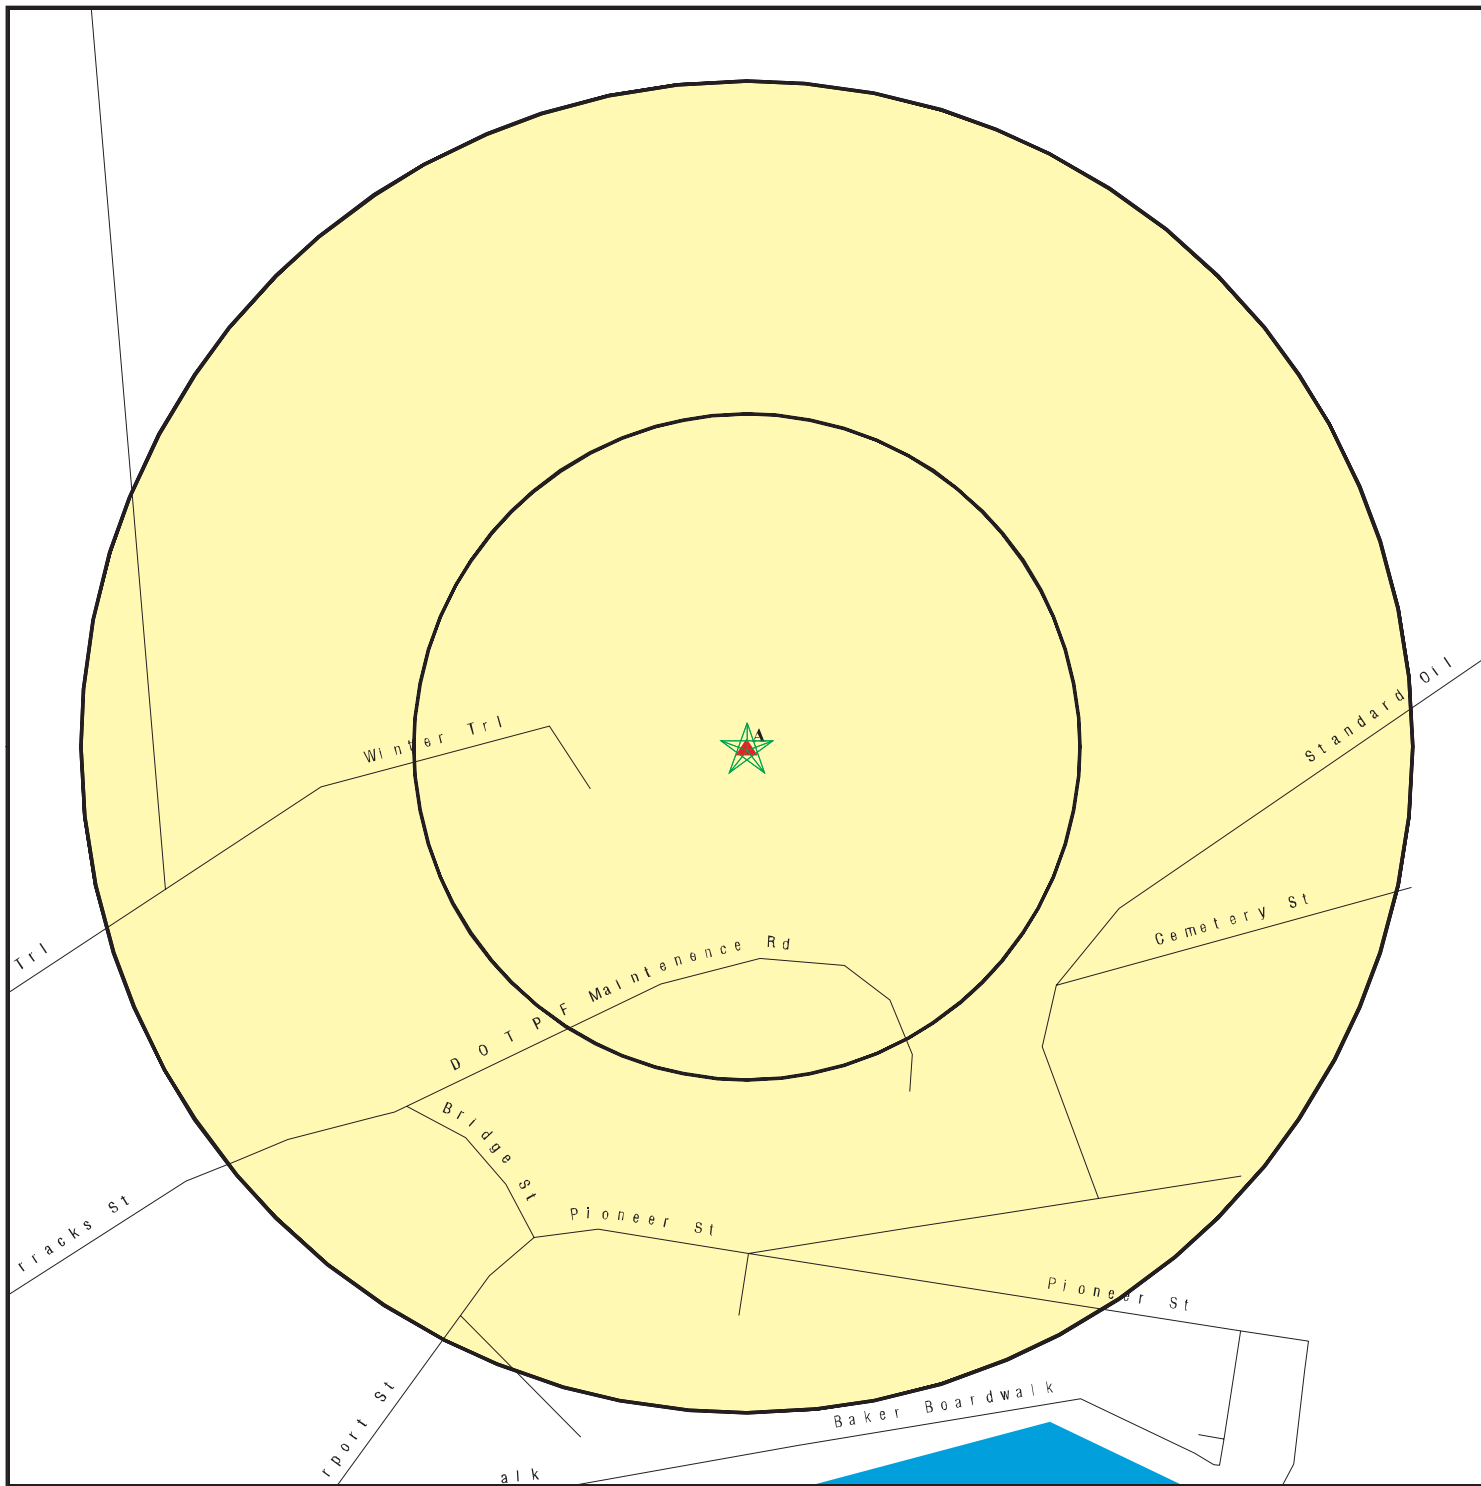 Standard Oil
Winter Trl
A
Cemetery St
Trl
D O T P F Maintenence Rd
Bridge St
rracks St
Pioneer St
Pioneer St
rport St
Baker Boardwalk
alk